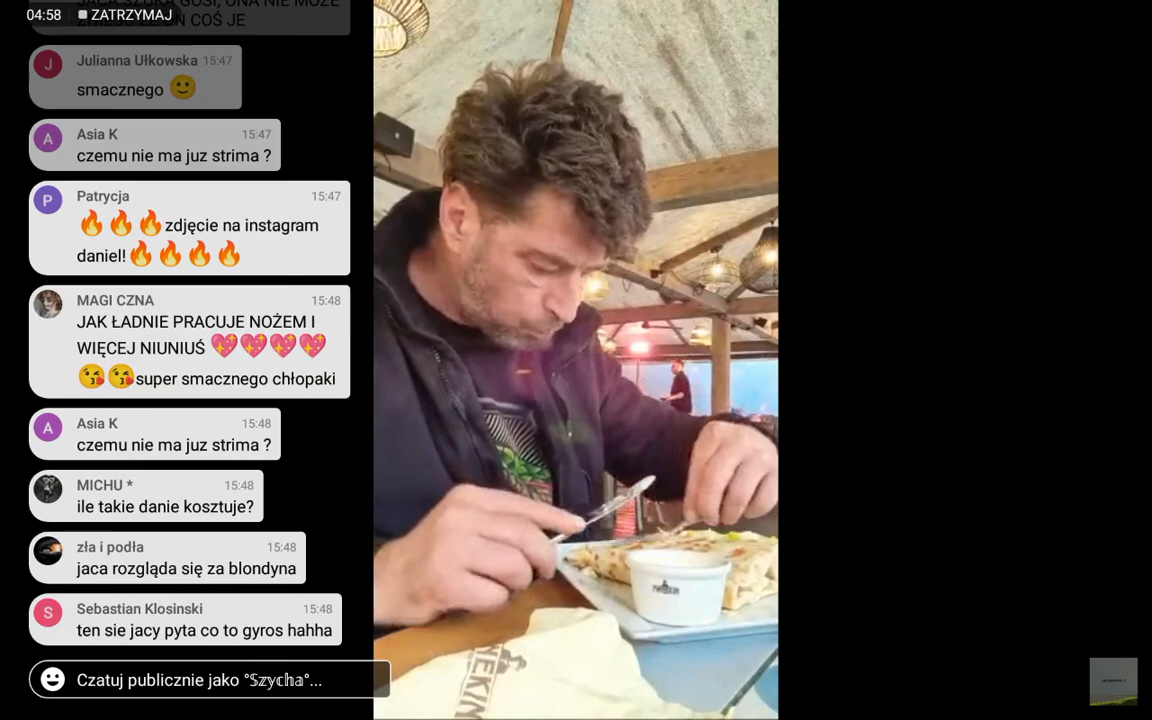 04:58 ZATRZYMAJ
COŚ JE
J Julianna Ułkowska 15:47
smacznego 🙂
A Asia K 15:47
czemu nie ma juz strima ?
P Patrycja 15:47
🔥🔥🔥zdjęcie na instagram
daniel!🔥🔥🔥🔥
MAGI CZNA 15:48
JAK ŁADNIE PRACUJE NOŻEM I
WIĘCEJ NIUNIUŚ 💖💖💖💖
😘😘super smacznego chłopaki
A Asia K 15:48
czemu nie ma juz strima ?
MICHU * 15:48
ile takie danie kosztuje?
zła i podła 15:48
jaca rozgląda się za blondyna
S Sebastian Klosinski 15:48
ten sie jacy pyta co to gyros hahha
Czatuj publicznie jako °𝕊𝕫𝕪𝕔𝕙𝕒°...